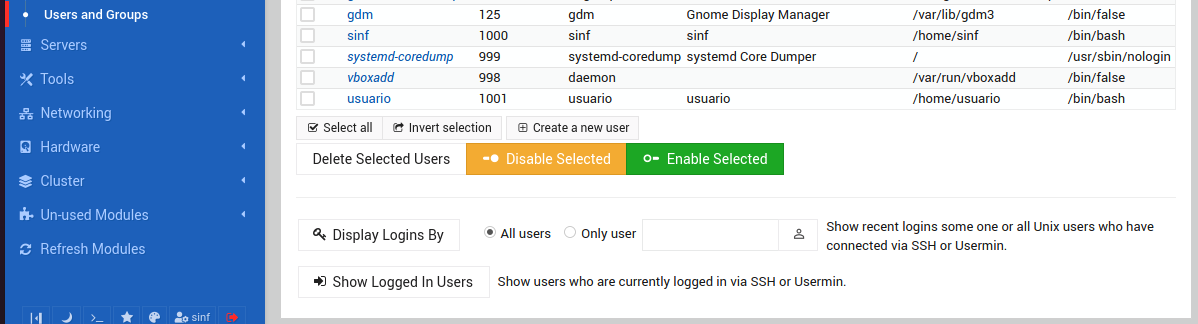 Users and Groups
Servers
Tools
Networking
Hardware
Cluster
Un-used Modules
Refresh Modules
sinf
gdm 125 gdm Gnome Display Manager /var/lib/gdm3 /bin/false
sinf 1000 sinf sinf /home/sinf /bin/bash
systemd-coredump 999 systemd-coredump systemd Core Dumper / /usr/sbin/nologin
vboxadd 998 daemon /var/run/vboxadd /bin/false
usuario 1001 usuario usuario /home/usuario /bin/bash
Select all Invert selection Create a new user
Delete Selected Users Disable Selected Enable Selected
Display Logins By All users Only user Show recent logins some one or all Unix users who have
connected via SSH or Usermin.
Show Logged In Users Show users who are currently logged in via SSH or Usermin.